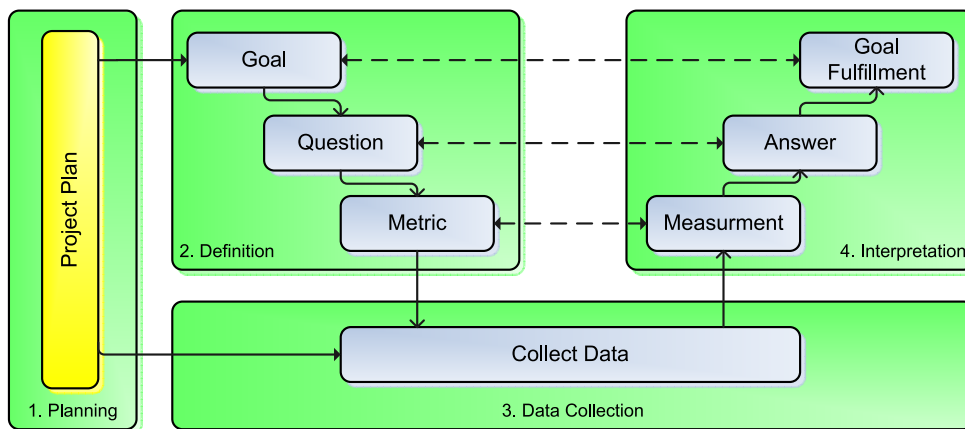 Project Plan
1. Planning
Goal
Question
Metric
2. Definition
Goal
Fulfillment
Answer
Measurment
4. Interpretation
Collect Data
3. Data Collection